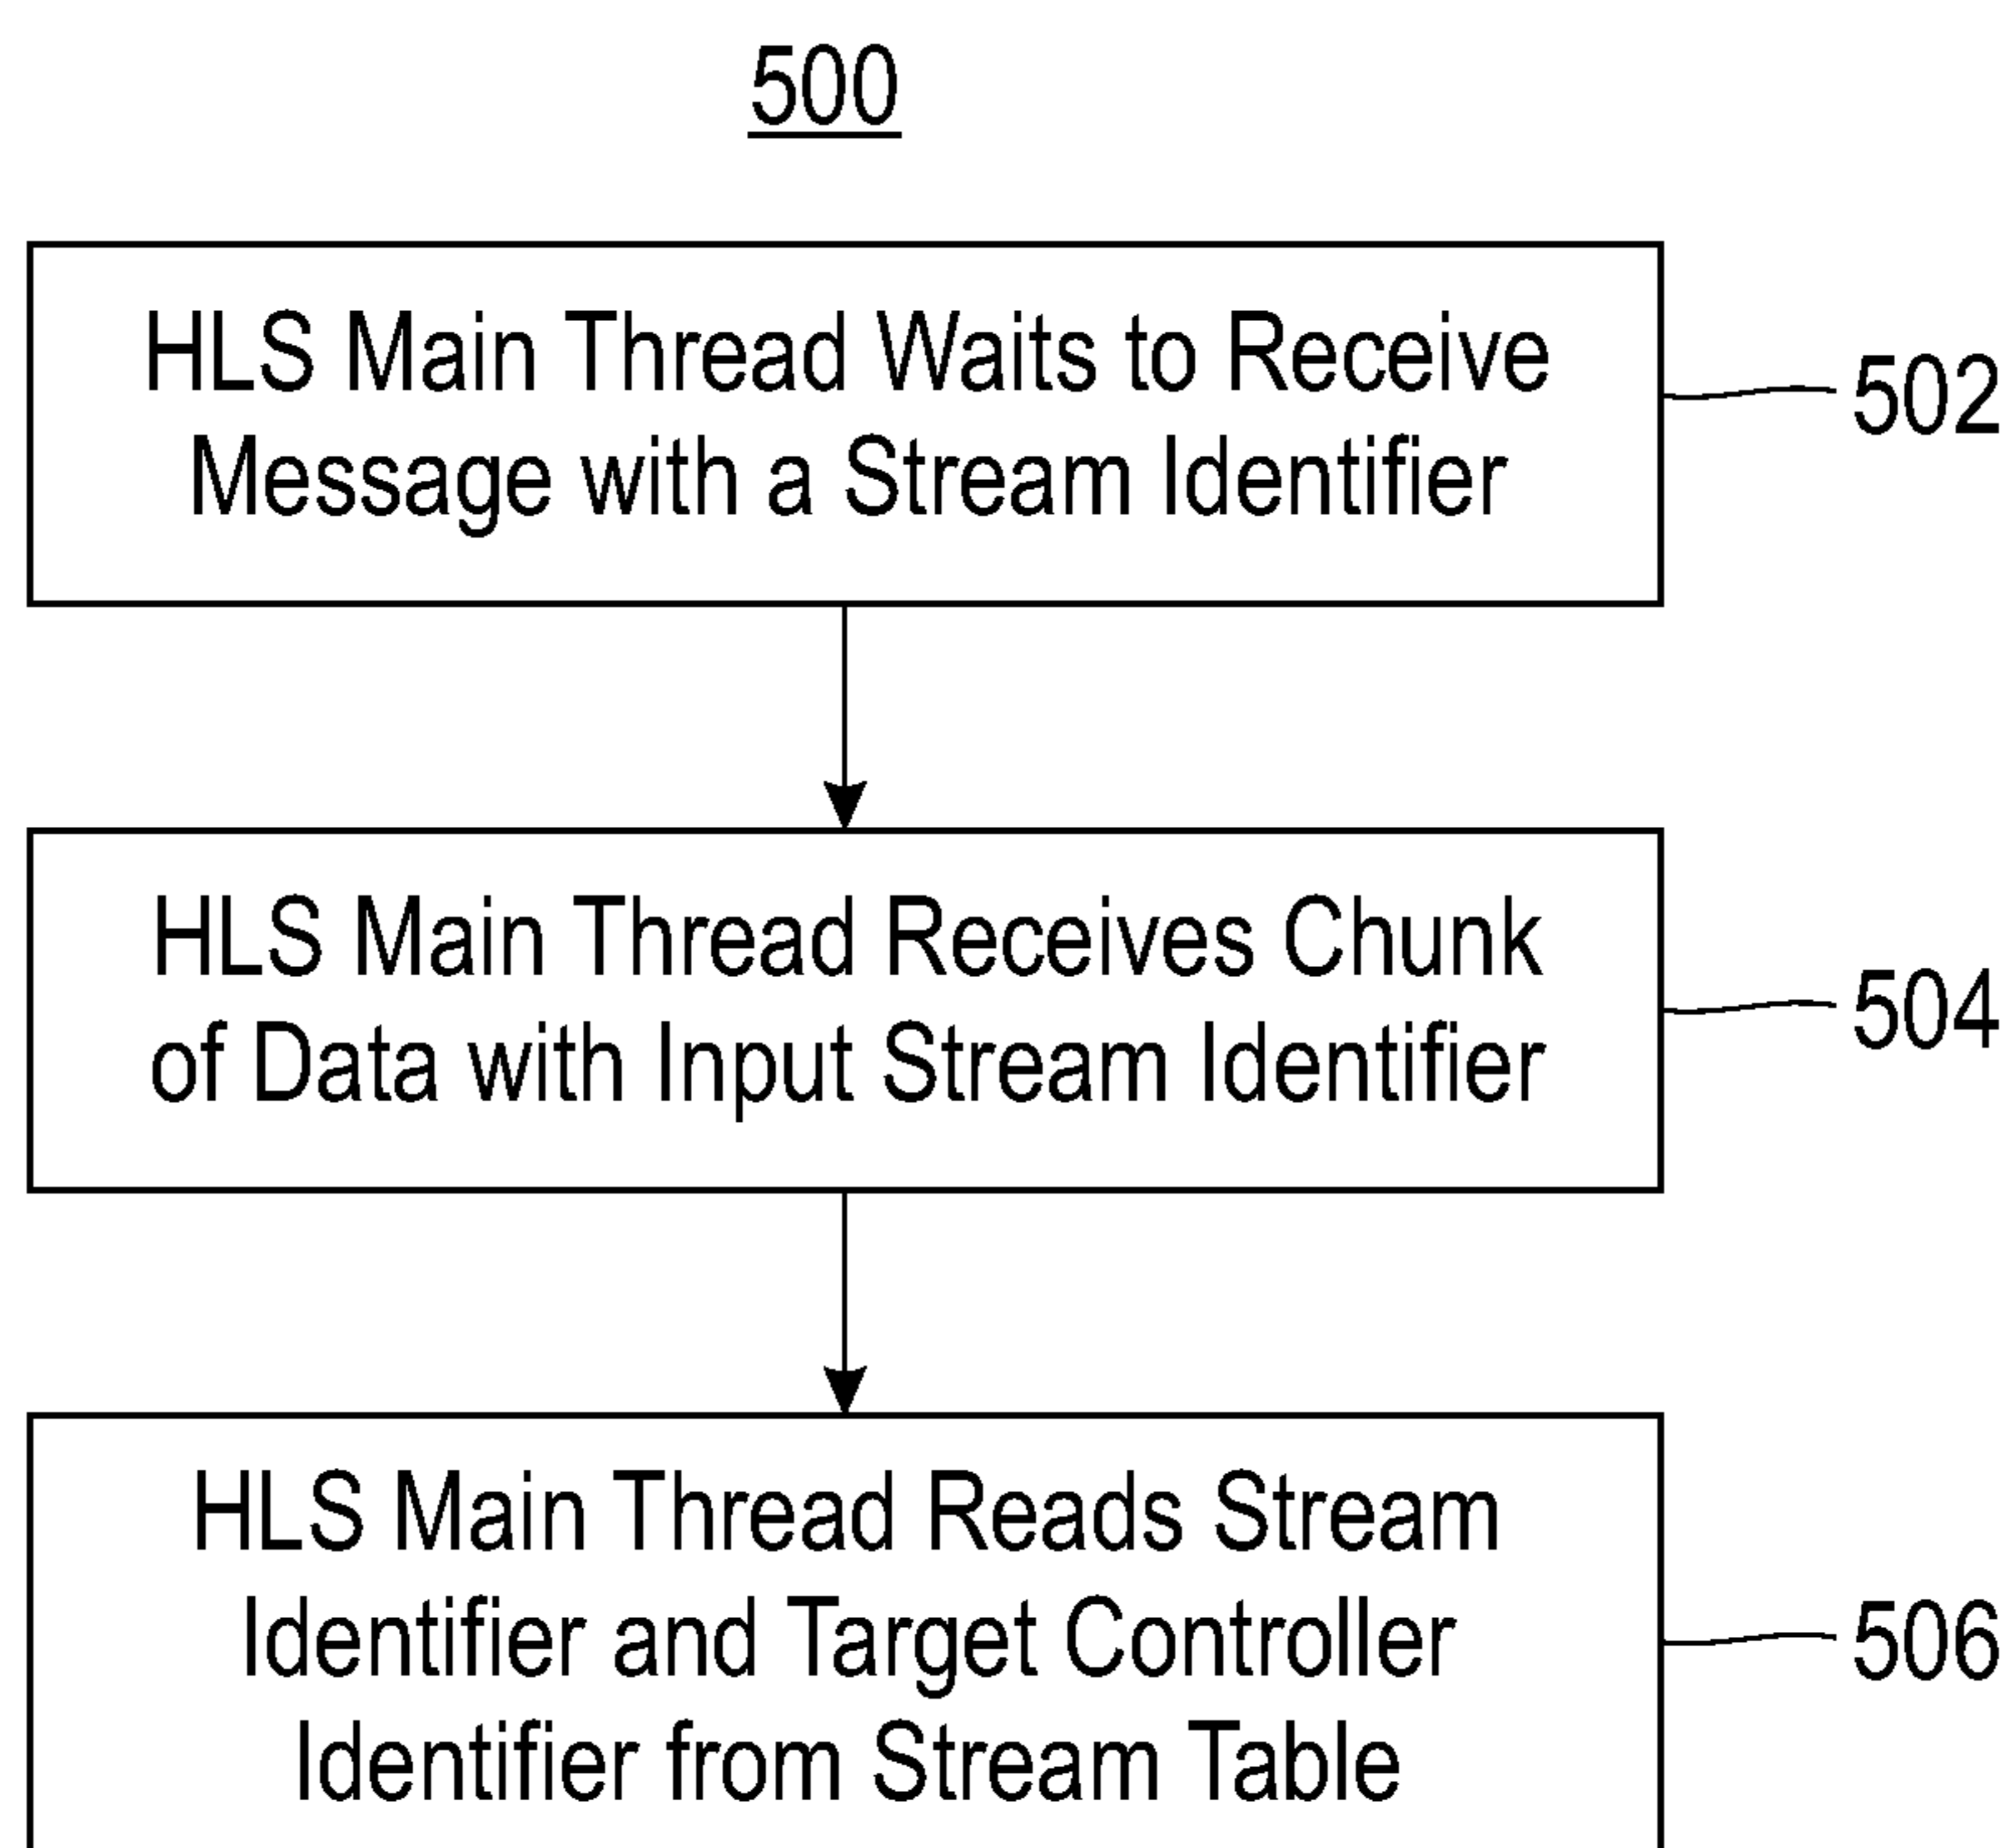 500
HLS Main Thread Waits to Receive
Message with a Stream Identifier
502
HLS Main Thread Receives Chunk
of Data with Input Stream Identifier
504
HLS Main Thread Reads Stream
Identifier and Target Controller
Identifier from Stream Table
506